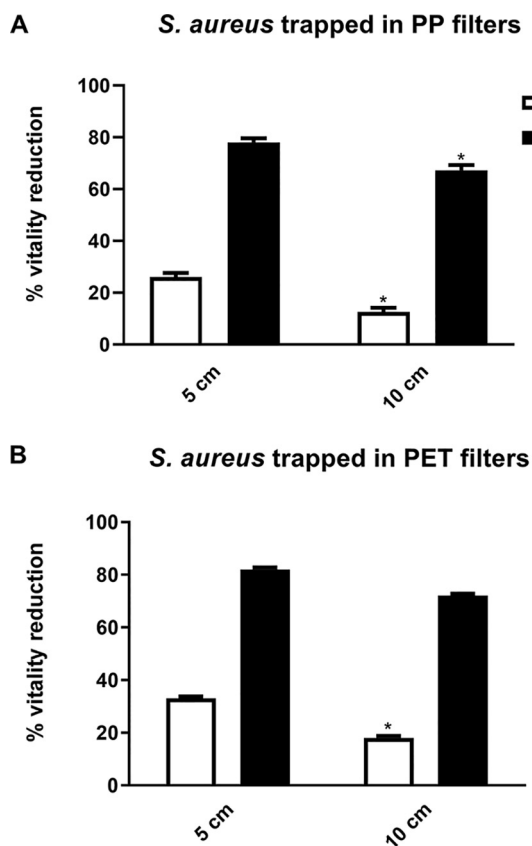 A
S. aureus trapped in PP filters
% vitality reduction
100
80
60
40
20
0
*
*
5 cm
10 cm
B
S. aureus trapped in PET filters
% vitality reduction
100
80
60
40
20
0
*
5 cm
10 cm